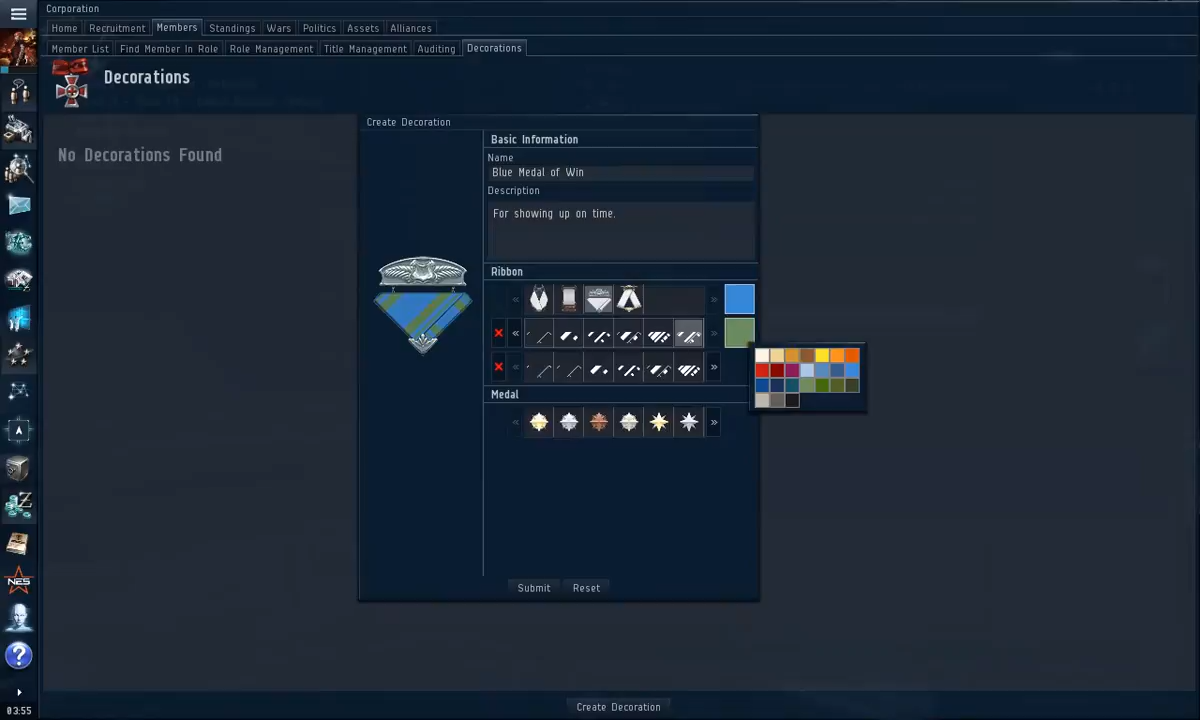 Corporation
Home Recruitment Members Standings Wars Politics Assets Alliances
Member List Find Member In Role Role Management Title Management Auditing Decorations
Decorations
No Decorations Found
Create Decoration
Basic Information
Name
Blue Medal of Win
Description
For showing up on time.
Ribbon
Medal
Submit Reset
NES
?
03:55
Create Decoration